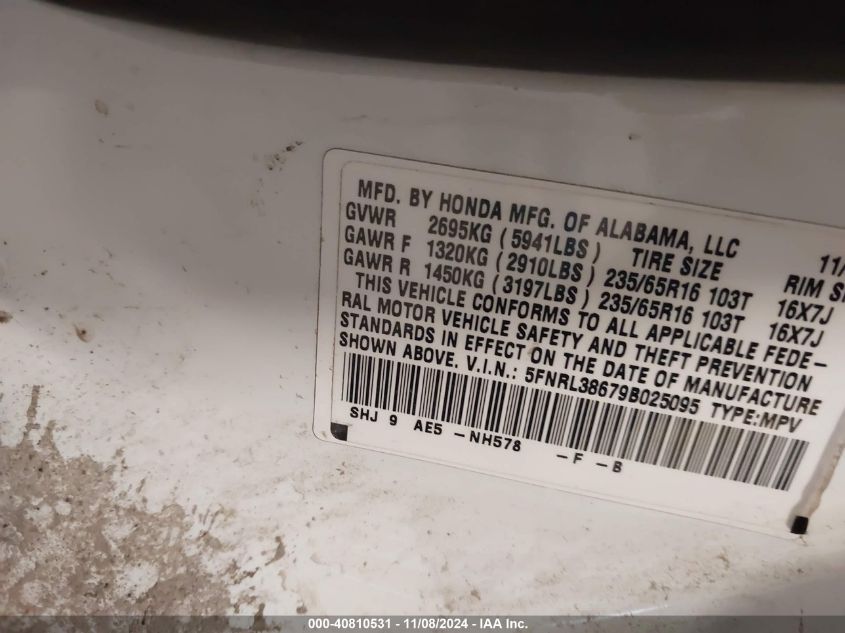 MFD. BY HONDA MFG. OF ALABAMA, LLC 11/
GVWR 2695KG ( 5941LBS ) TIRE SIZE RIM SI
GAWR F 1320KG ( 2910LBS ) 235/65R16 103T 16X7J
GAWR R 1450KG ( 3197LBS ) 235/65R16 103T 16X7J
THIS VEHICLE CONFORMS TO ALL APPLICABLE FEDE-
RAL MOTOR VEHICLE SAFETY AND THEFT PREVENTION
STANDARDS IN EFFECT ON THE DATE OF MANUFACTURE
SHOWN ABOVE. V.I.N.: 5FNRL38679B025095 TYPE:MPV
SHJ 9 AE5 -NH578 -F -B
000-40810531 - 11/08/2024 - IAA Inc.